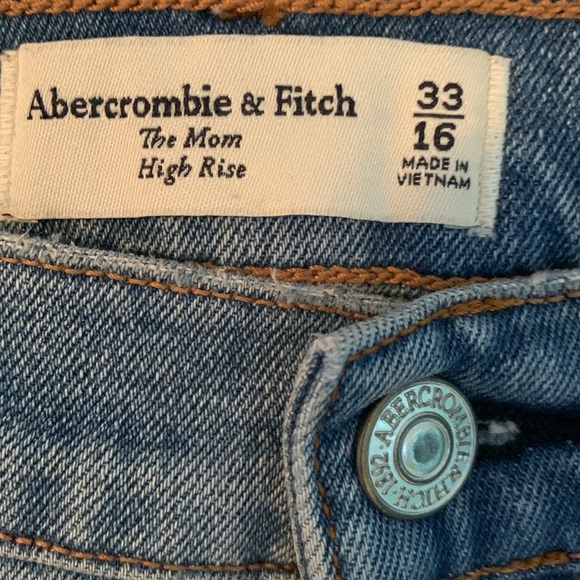 Abercrombie & Fitch
The Mom
High Rise
33
16
MADE IN
VIETNAM
ABERCROMBIE & FITCH · 1892 ·